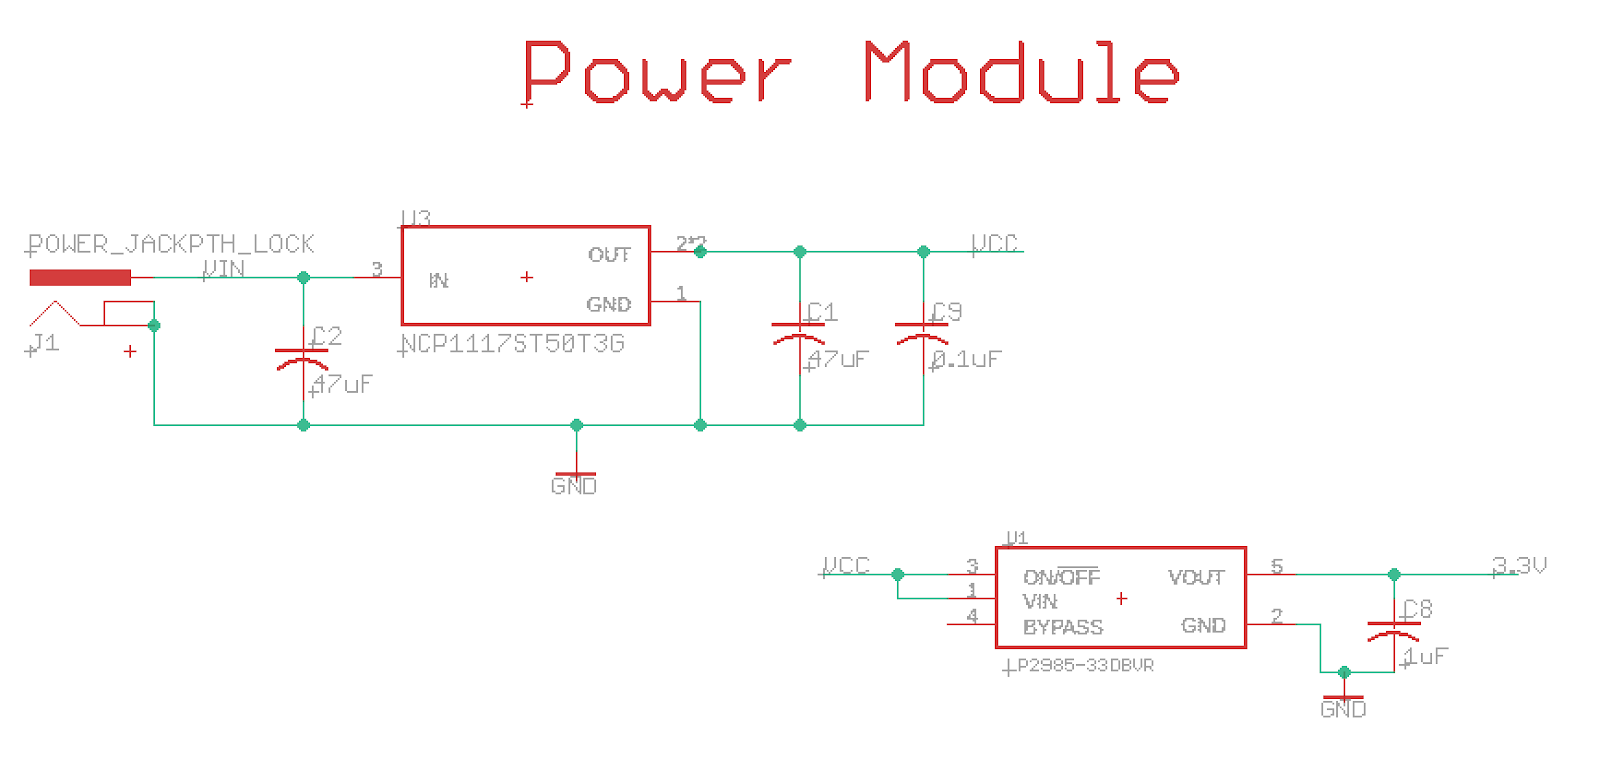 Power Module
POWER_JACKPTH_LOCK
VIN
J1
C2
47uF
U3
3
IN
OUT
GND
2*2
1
NCP1117ST50T3G
VCC
C1
47uF
C9
0.1uF
GND
VCC
U1
3
1
4
ON/OFF
VIN
BYPASS
VOUT
GND
5
2
LP2985-33DBVR
3.3V
C8
1uF
GND